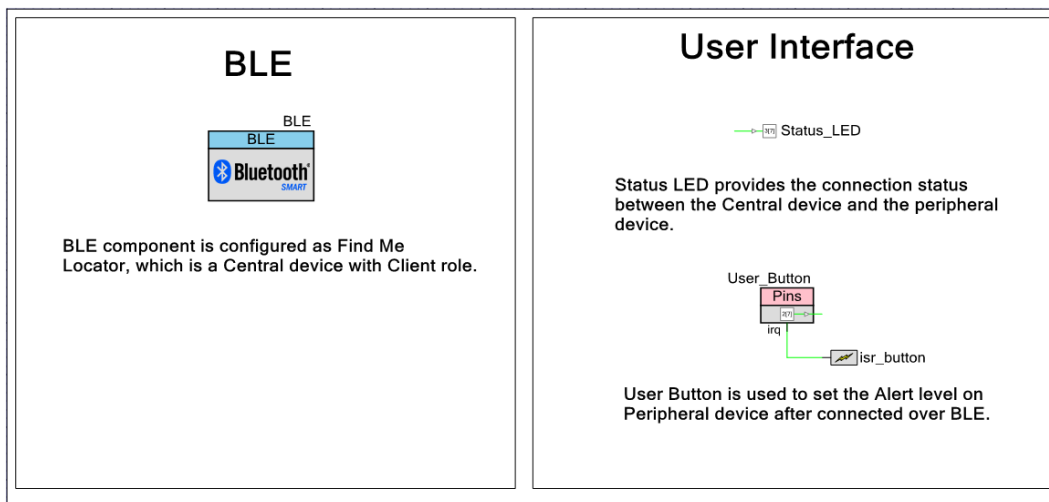 BLE
BLE
BLE
Bluetooth
SMART
BLE component is configured as Find Me
Locator, which is a Central device with Client role.
User Interface
Status_LED
Status LED provides the connection status
between the Central device and the peripheral
device.
User_Button
Pins
2[7]
irq
isr_button
User Button is used to set the Alert level on
Peripheral device after connected over BLE.